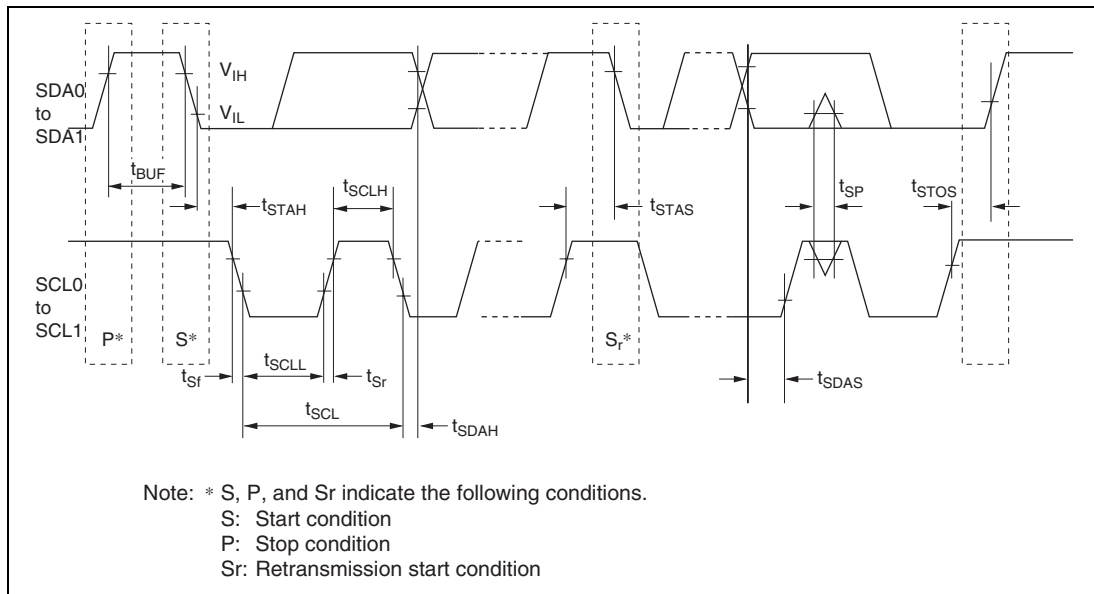 SDA0
to
SDA1
V_IH
V_IL
t_BUF
t_STAH
t_SCLH
t_STAS
t_SP
t_STOS
SCL0
to
SCL1
P*
S*
S_r*
t_Sf
t_SCLL
t_Sr
t_SDAS
t_SCL
t_SDAH
Note: * S, P, and Sr indicate the following conditions.
S: Start condition
P: Stop condition
Sr: Retransmission start condition